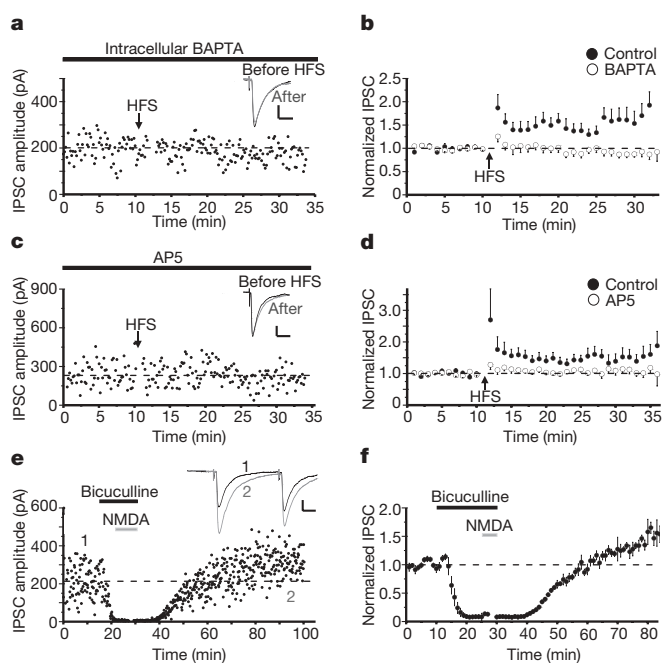 a
Intracellular BAPTA
IPSC amplitude (pA)
400
200
0
HFS
Before HFS
After
0 5 10 15 20 25 30 35
Time (min)
b
Control
BAPTA
Normalized IPSC
2.5
2.0
1.5
1.0
0.5
0
HFS
0 5 10 15 20 25 30
Time (min)
c
AP5
IPSC amplitude (pA)
900
600
300
0
HFS
Before HFS
After
0 5 10 15 20 25 30 35
Time (min)
d
Control
AP5
Normalized IPSC
3.0
2.0
1.0
0.0
HFS
0 5 10 15 20 25 30 35
Time (min)
e
Bicuculline
NMDA
1
2
IPSC amplitude (pA)
600
400
200
0
1
2
0 20 40 60 80 100
Time (min)
f
Bicuculline
NMDA
Normalized IPSC
2.0
1.5
1.0
0.5
0
0 10 20 30 40 50 60 70 80
Time (min)